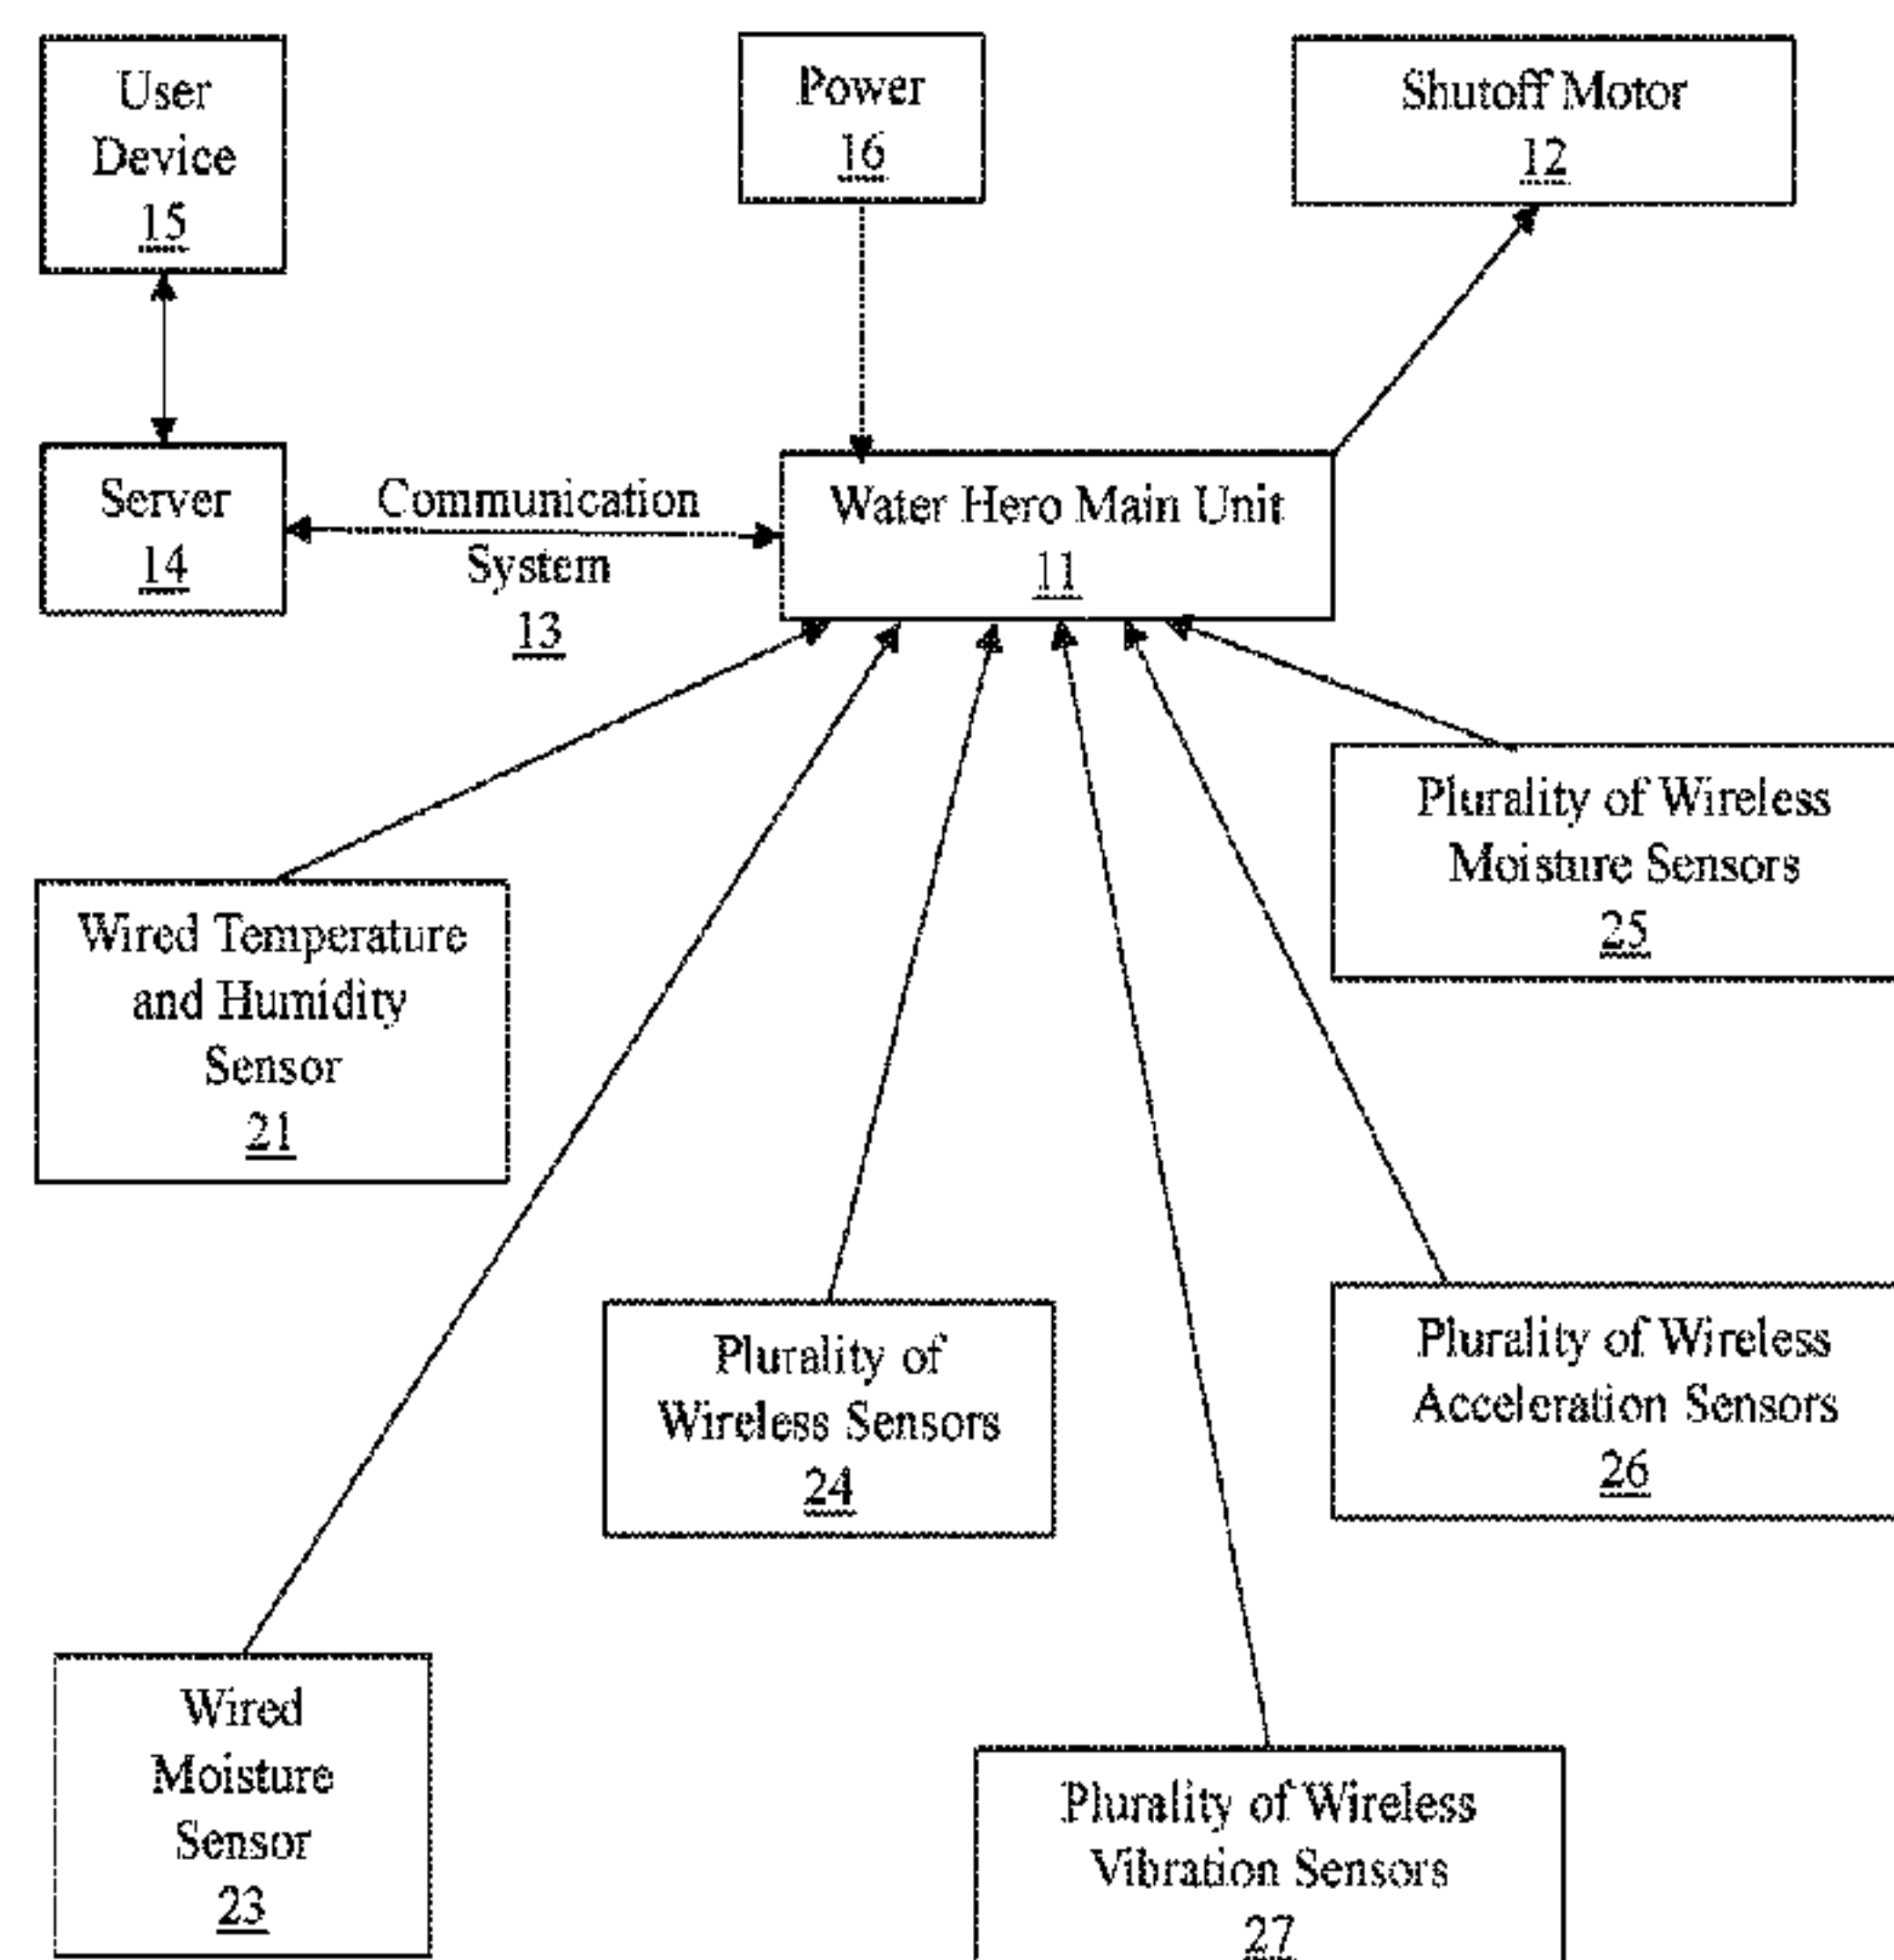 User
Device
15
Power
16
Shutoff Motor
12
Server
14
Communication
System
13
Water Hero Main Unit
11
Plurality of Wireless
Moisture Sensors
25
Wired Temperature
and Humidity
Sensor
21
Plurality of
Wireless Sensors
24
Plurality of Wireless
Acceleration Sensors
26
Wired
Moisture
Sensor
23
Plurality of Wireless
Vibration Sensors
27